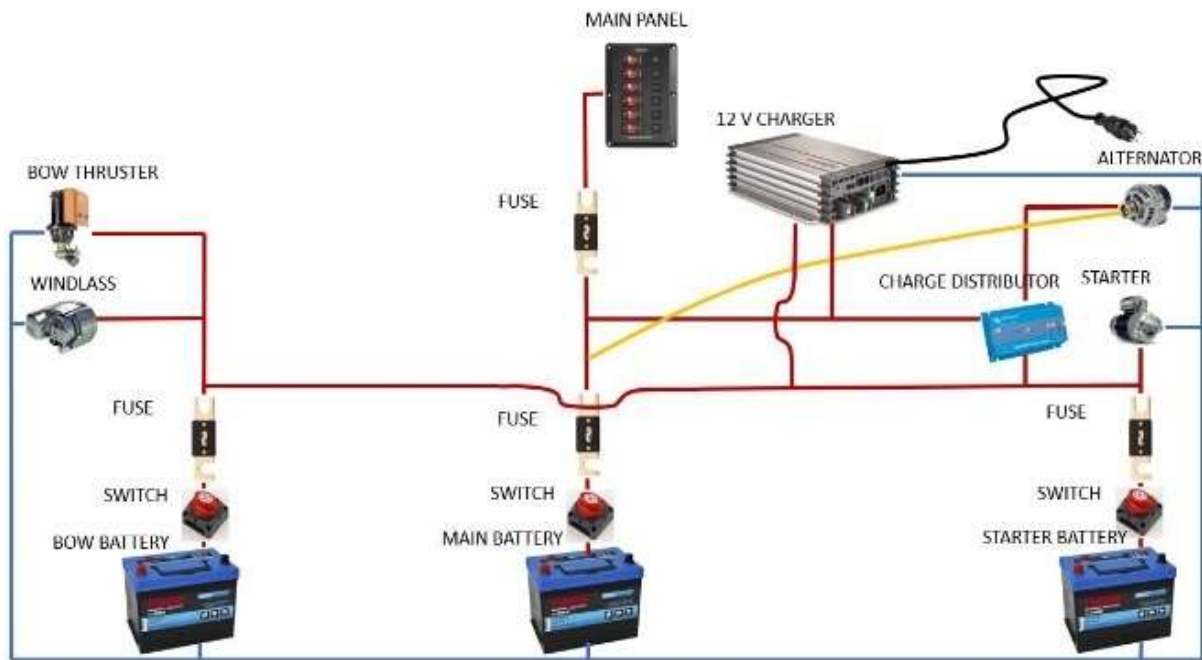 MAIN PANEL
12 V CHARGER
ALTERNATOR
BOW THRUSTER
FUSE
WINDLASS
CHARGE DISTRIBUTOR
STARTER
FUSE
FUSE
FUSE
SWITCH
SWITCH
SWITCH
BOW BATTERY
MAIN BATTERY
STARTER BATTERY